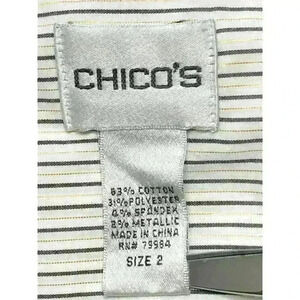 CHICO'S
63% COTTON
31% POLYESTER
4% SPANDEX
2% METALLIC
MADE IN CHINA
RN# 79984
SIZE 2